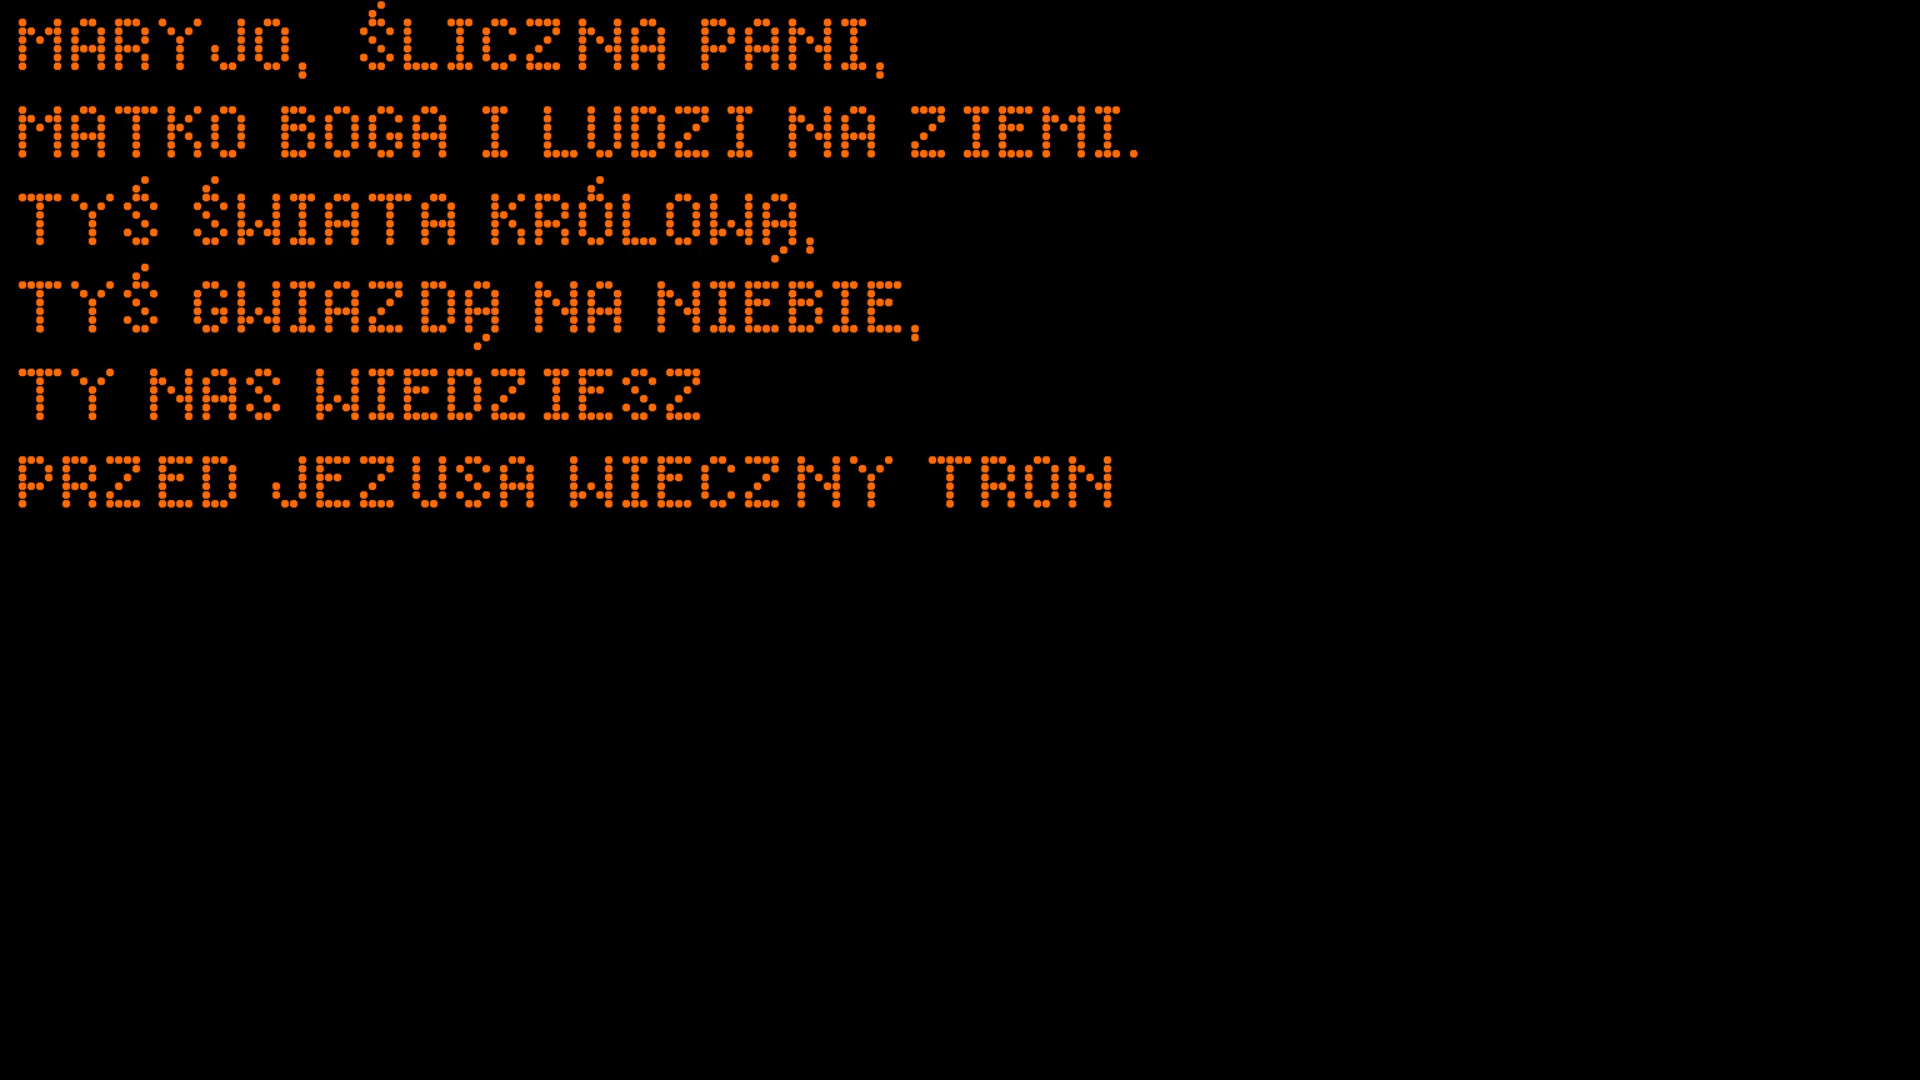 MARYJO, ŚLICZNA PANI,
MATKO BOGA I LUDZI NA ZIEMI.
TYŚ ŚWIATA KRÓLOWĄ,
TYŚ GWIAZDĄ NA NIEBIE,
TY NAS WIEDZIESZ
PRZED JEZUSA WIECZNY TRON